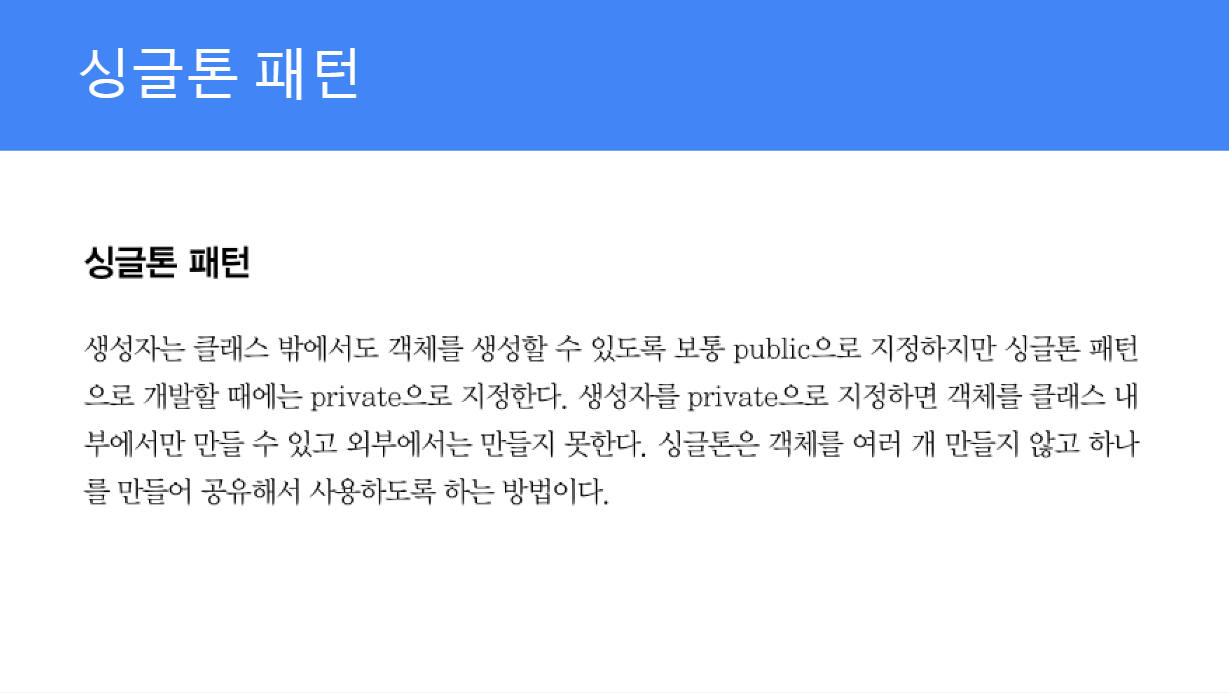 싱글톤 패턴
싱글톤 패턴
생성자는 클래스 밖에서도 객체를 생성할 수 있도록 보통 public으로 지정하지만 싱글톤 패턴
으로 개발할 때에는 private으로 지정한다. 생성자를 private으로 지정하면 객체를 클래스 내
부에서만 만들 수 있고 외부에서는 만들지 못한다. 싱글톤은 객체를 여러 개 만들지 않고 하나
를 만들어 공유해서 사용하도록 하는 방법이다.